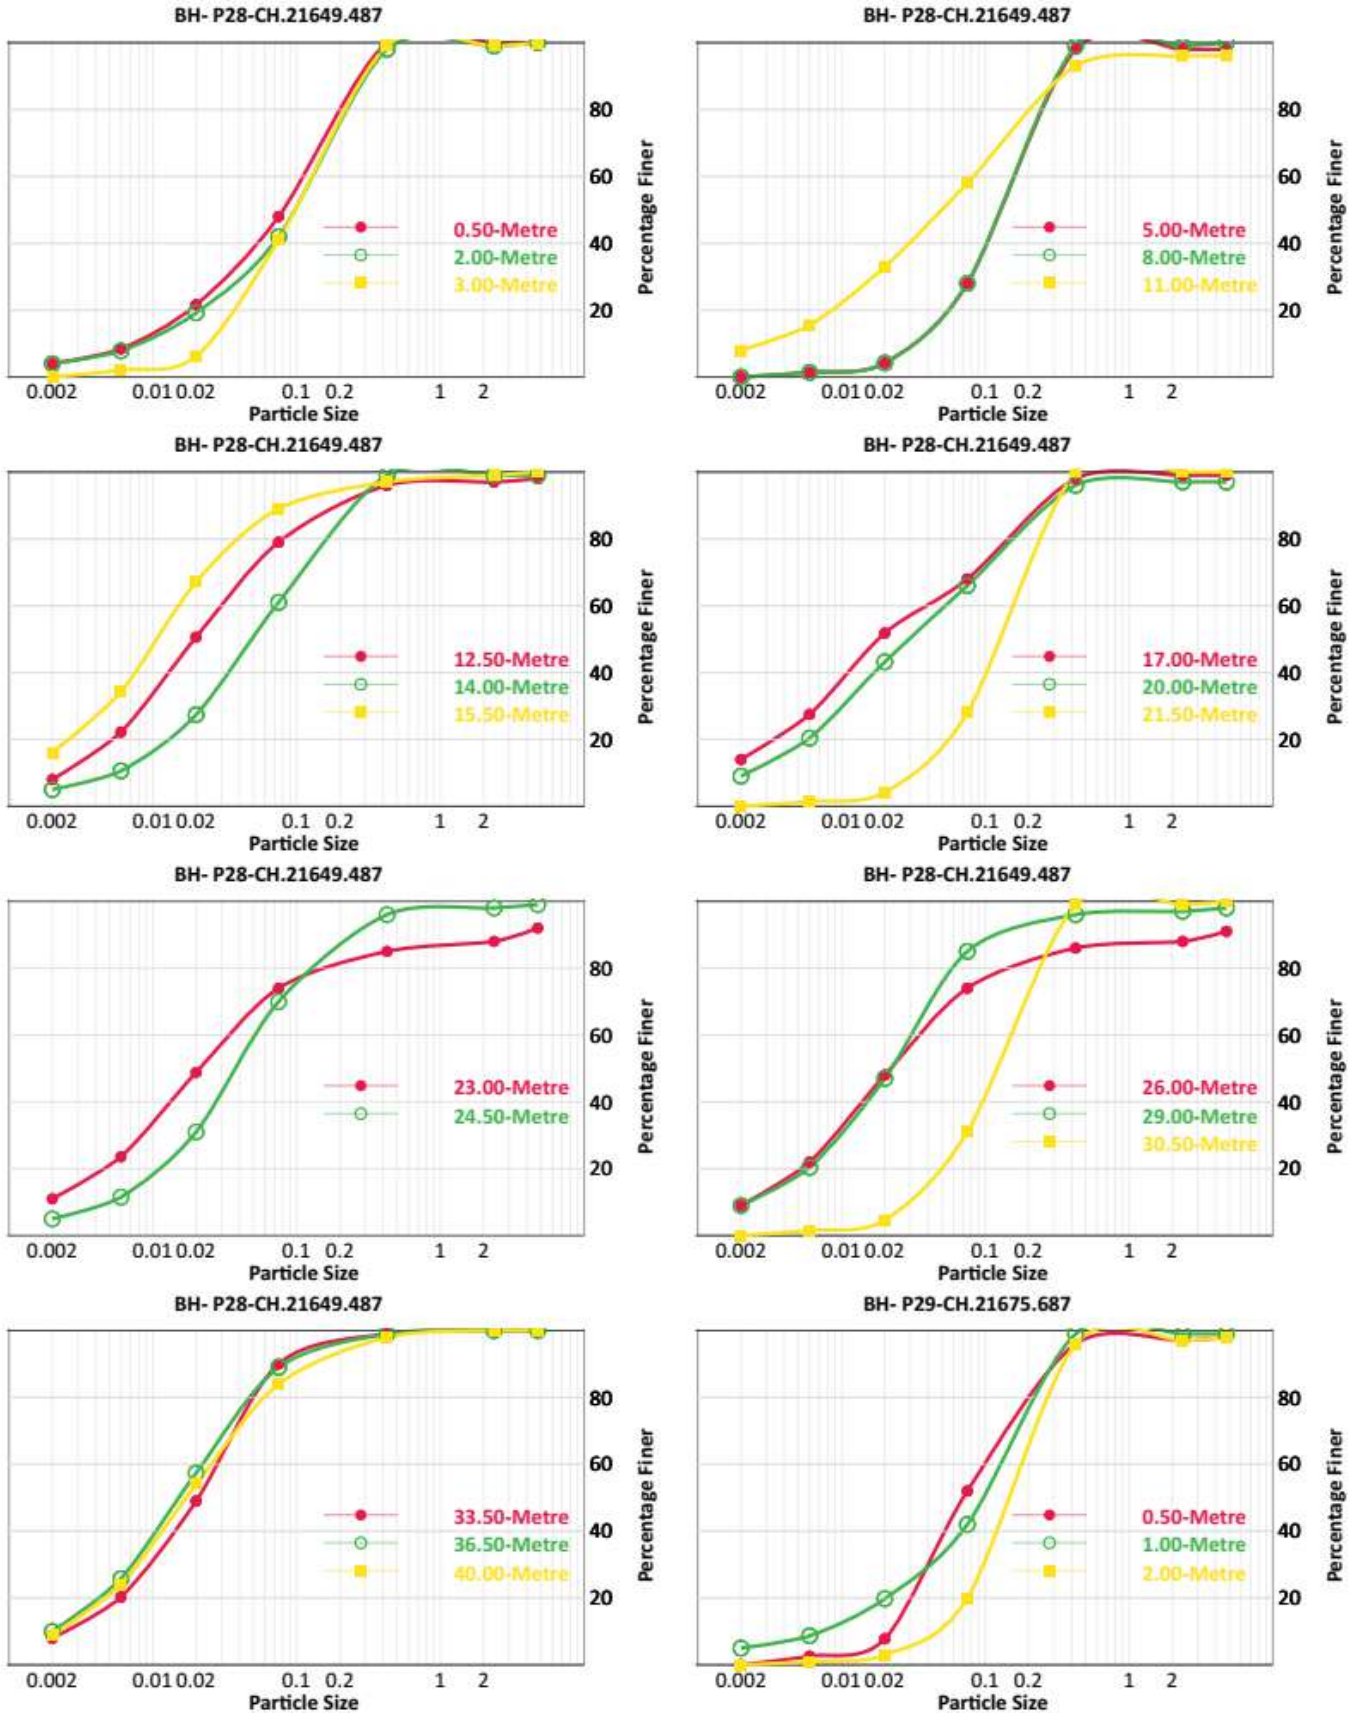 BH- P28-CH.21649.487
80
60
40
20
Percentage Finer
0.50-Metre
2.00-Metre
3.00-Metre
0.002 0.01 0.02 0.1 0.2 1 2
Particle Size
BH- P28-CH.21649.487
80
60
40
20
Percentage Finer
5.00-Metre
8.00-Metre
11.00-Metre
0.002 0.01 0.02 0.1 0.2 1 2
Particle Size
BH- P28-CH.21649.487
80
60
40
20
Percentage Finer
12.50-Metre
14.00-Metre
15.50-Metre
0.002 0.01 0.02 0.1 0.2 1 2
Particle Size
BH- P28-CH.21649.487
80
60
40
20
Percentage Finer
17.00-Metre
20.00-Metre
21.50-Metre
0.002 0.01 0.02 0.1 0.2 1 2
Particle Size
BH- P28-CH.21649.487
80
60
40
20
Percentage Finer
23.00-Metre
24.50-Metre
0.002 0.01 0.02 0.1 0.2 1 2
Particle Size
BH- P28-CH.21649.487
80
60
40
20
Percentage Finer
26.00-Metre
29.00-Metre
30.50-Metre
0.002 0.01 0.02 0.1 0.2 1 2
Particle Size
BH- P28-CH.21649.487
80
60
40
20
Percentage Finer
33.50-Metre
36.50-Metre
40.00-Metre
0.002 0.01 0.02 0.1 0.2 1 2
Particle Size
BH- P29-CH.21675.687
80
60
40
20
Percentage Finer
0.50-Metre
1.00-Metre
2.00-Metre
0.002 0.01 0.02 0.1 0.2 1 2
Particle Size